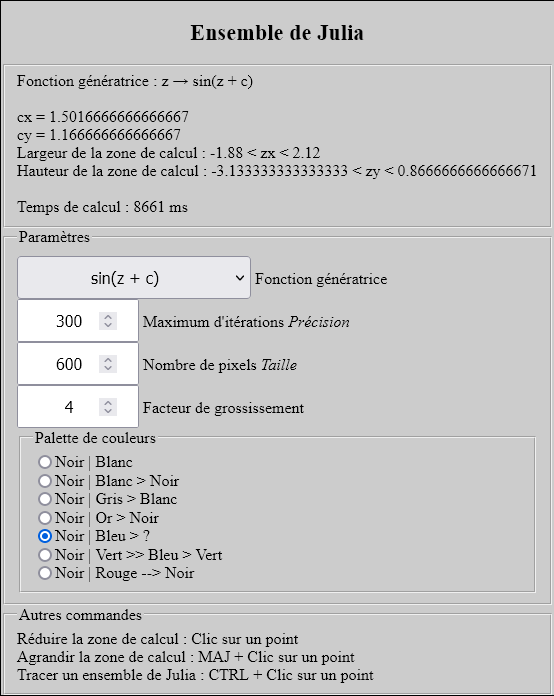 Ensemble de Julia
Fonction génératrice : z → sin(z + c)
cx = 1.5016666666666667
cy = 1.166666666666667
Largeur de la zone de calcul : -1.88 < zx < 2.12
Hauteur de la zone de calcul : -3.133333333333333 < zy < 0.8666666666666671
Temps de calcul : 8661 ms
Paramètres
sin(z + c) Fonction génératrice
300 Maximum d'itérations Précision
600 Nombre de pixels Taille
4 Facteur de grossissement
Palette de couleurs
Noir | Blanc
Noir | Blanc > Noir
Noir | Gris > Blanc
Noir | Or > Noir
Noir | Bleu > ?
Noir | Vert >> Bleu > Vert
Noir | Rouge --> Noir
Autres commandes
Réduire la zone de calcul : Clic sur un point
Agrandir la zone de calcul : MAJ + Clic sur un point
Tracer un ensemble de Julia : CTRL + Clic sur un point